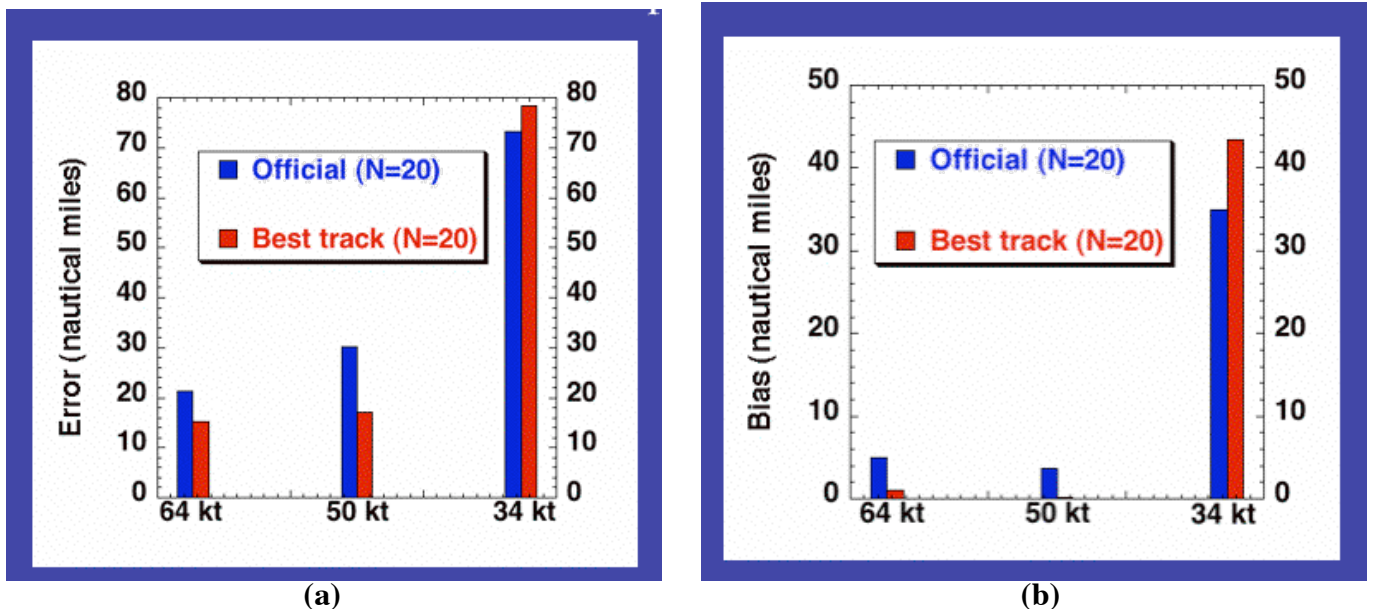 80 80
70 70
60 60
50 50
40 40
30 30
20 20
10 10
0 0
Error (nautical miles)
Official (N=20)
Best track (N=20)
64 kt 50 kt 34 kt
(a)
50 50
40 40
30 30
20 20
10 10
0 0
Bias (nautical miles)
Official (N=20)
Best track (N=20)
64 kt 50 kt 34 kt
(b)